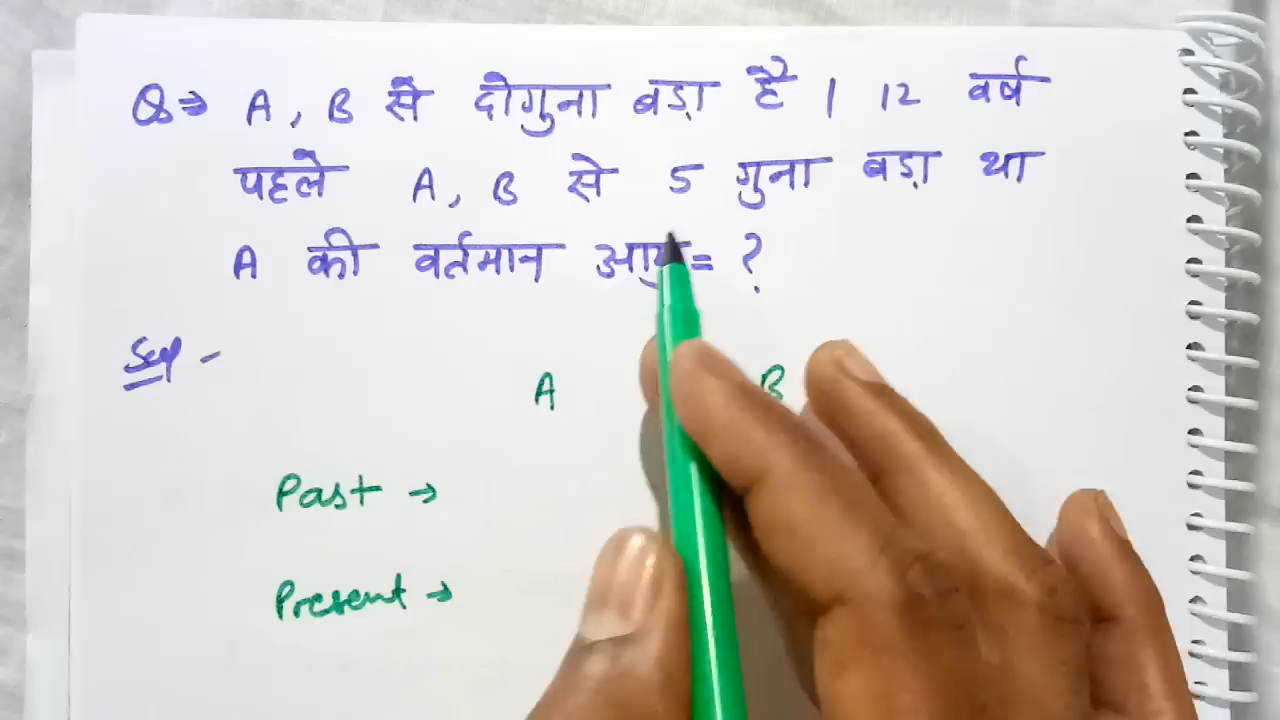 Q⇒ A, B से दोगुना बड़ा है । 12 वर्ष
पहले A, B से 5 गुना बड़ा था
A की वर्तमान आयु = ?
Sol -
A B
Past →
Present →